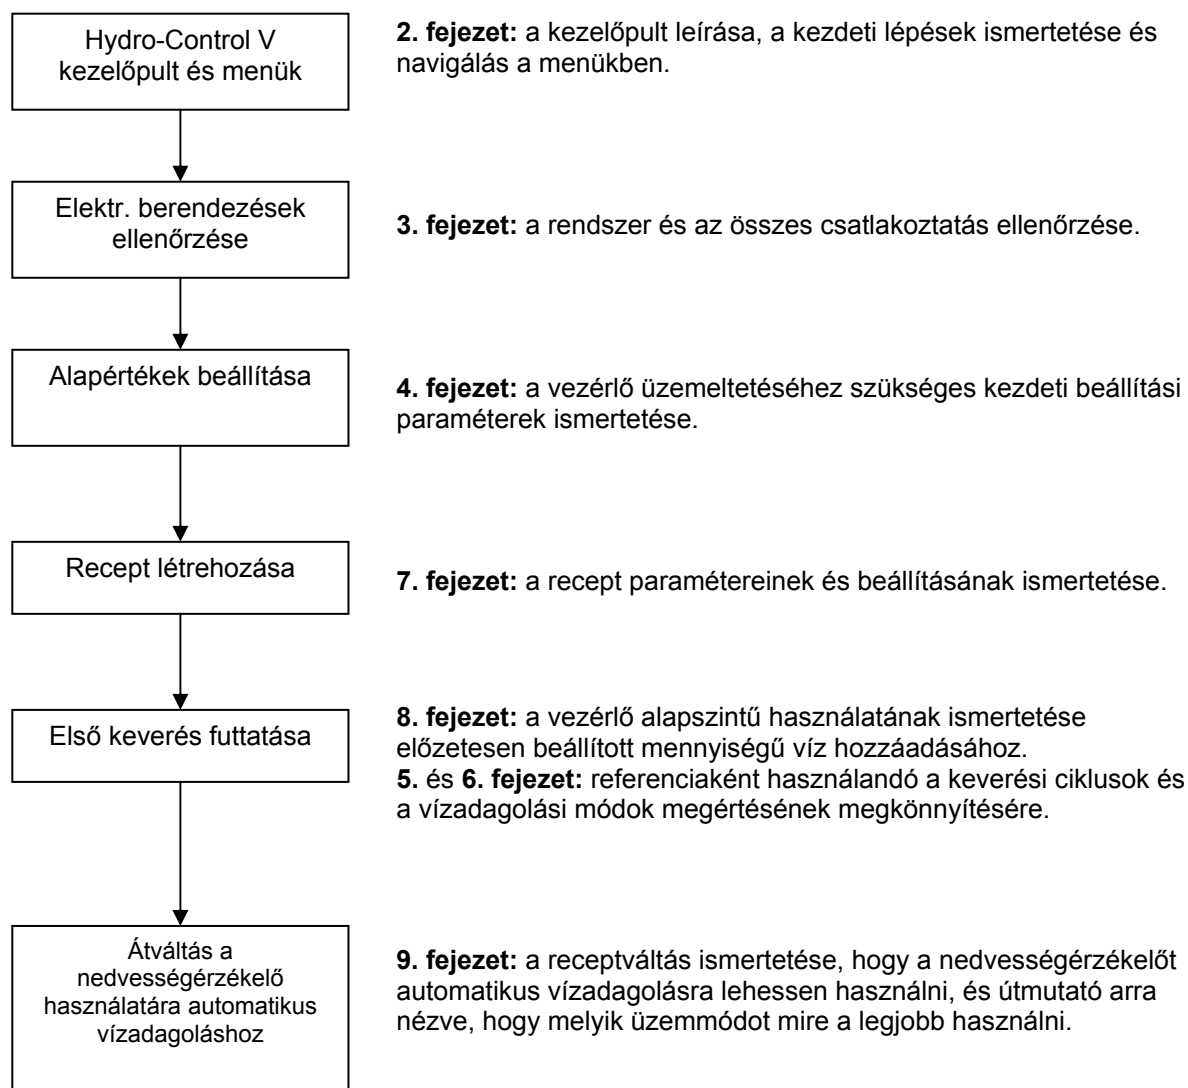 Hydro-Control V
kezelőpult és menük
2. fejezet: a kezelőpult leírása, a kezdeti lépések ismertetése és
navigálás a menükben.
Elektr. berendezések
ellenőrzése
3. fejezet: a rendszer és az összes csatlakoztatás ellenőrzése.
Alapértékek beállítása
4. fejezet: a vezérlő üzemeltetéséhez szükséges kezdeti beállítási
paraméterek ismertetése.
Recept létrehozása
7. fejezet: a recept paramétereinek és beállításának ismertetése.
Első keverés futtatása
8. fejezet: a vezérlő alapszintű használatának ismertetése
előzetesen beállított mennyiségű víz hozzáadásához.
5. és 6. fejezet: referenciaként használandó a keverési ciklusok és
a vízadagolási módok megértésének megkönnyítésére.
Átváltás a
nedvességérzékelő
használatára automatikus
vízadagoláshoz
9. fejezet: a receptváltás ismertetése, hogy a nedvességérzékelőt
automatikus vízadagolásra lehessen használni, és útmutató arra
nézve, hogy melyik üzemmódot mire a legjobb használni.